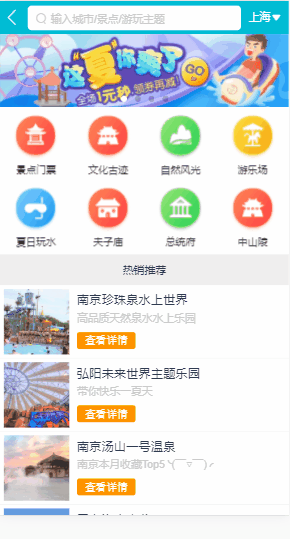 输入城市/景点/游玩主题
上海
这"夏"你爽了
全场1元秒,领券再减
GO
景点门票 文化古迹 自然风光 游乐场
夏日玩水 夫子庙 总统府 中山陵
热销推荐
南京珍珠泉水上世界
高品质天然泉水水上乐园
查看详情
弘阳未来世界主题乐园
带你快乐一夏天
查看详情
南京汤山一号温泉
南京本月收藏Top5
查看详情